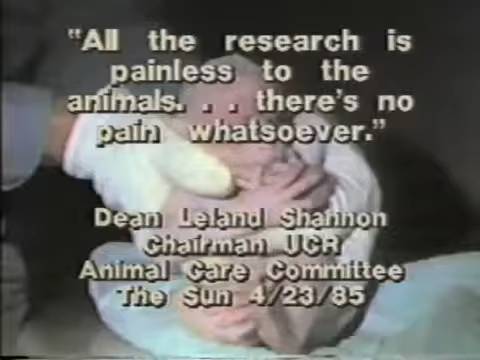 "All the research is
painless to the
animals. . . there's no
pain whatsoever."
Dean Leland Shannon
Chairman UCR
Animal Care Committee
The Sun 4/23/85